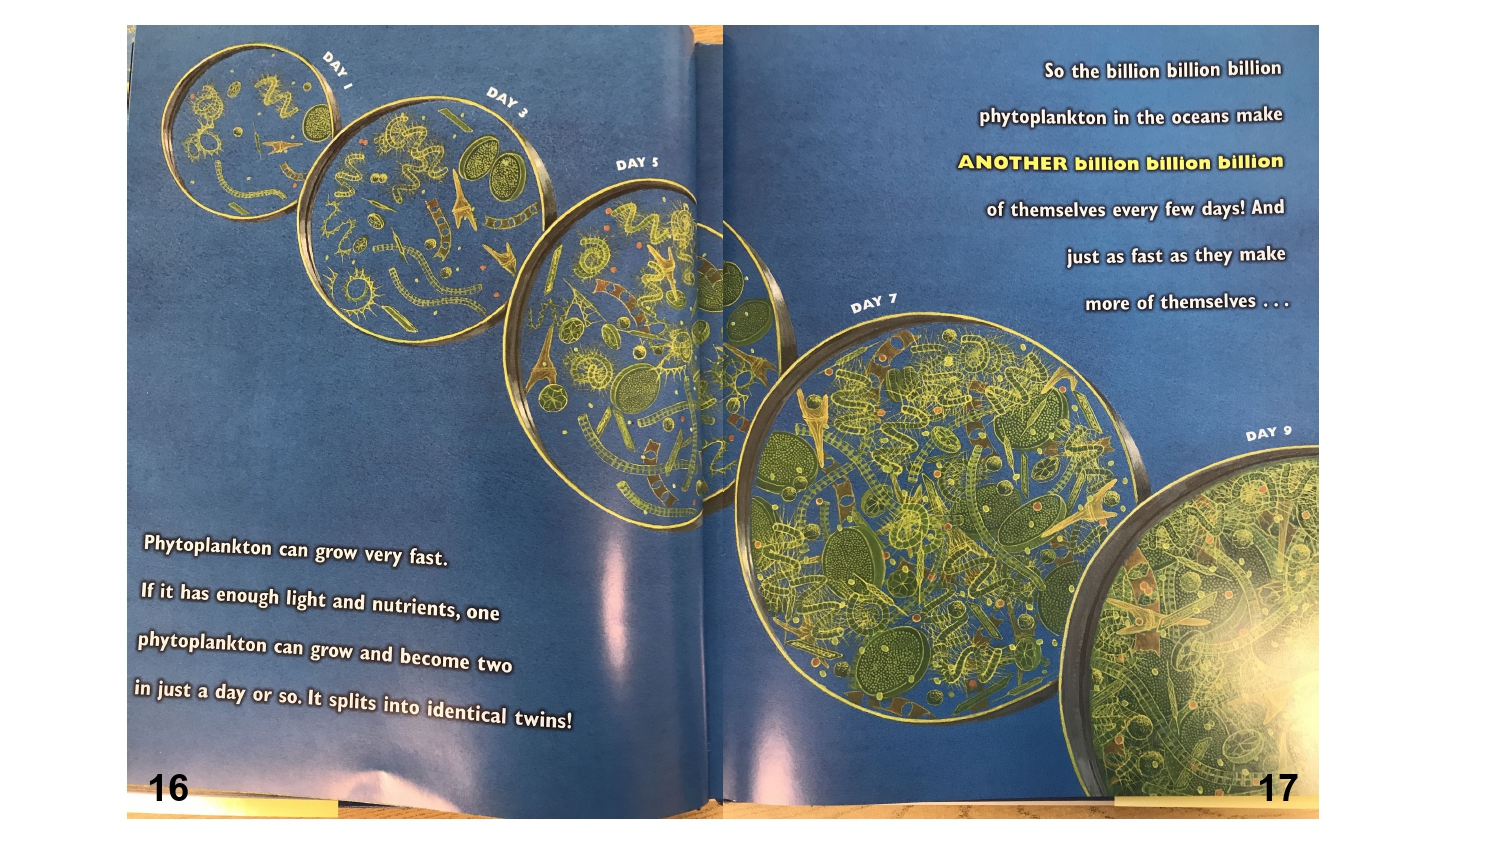 DAY 1
DAY 3
DAY 5
Phytoplankton can grow very fast.
If it has enough light and nutrients, one
phytoplankton can grow and become two
in just a day or so. It splits into identical twins!
16
So the billion billion billion
phytoplankton in the oceans make
ANOTHER billion billion billion
of themselves every few days! And
just as fast as they make
more of themselves . . .
DAY 7
DAY 9
17